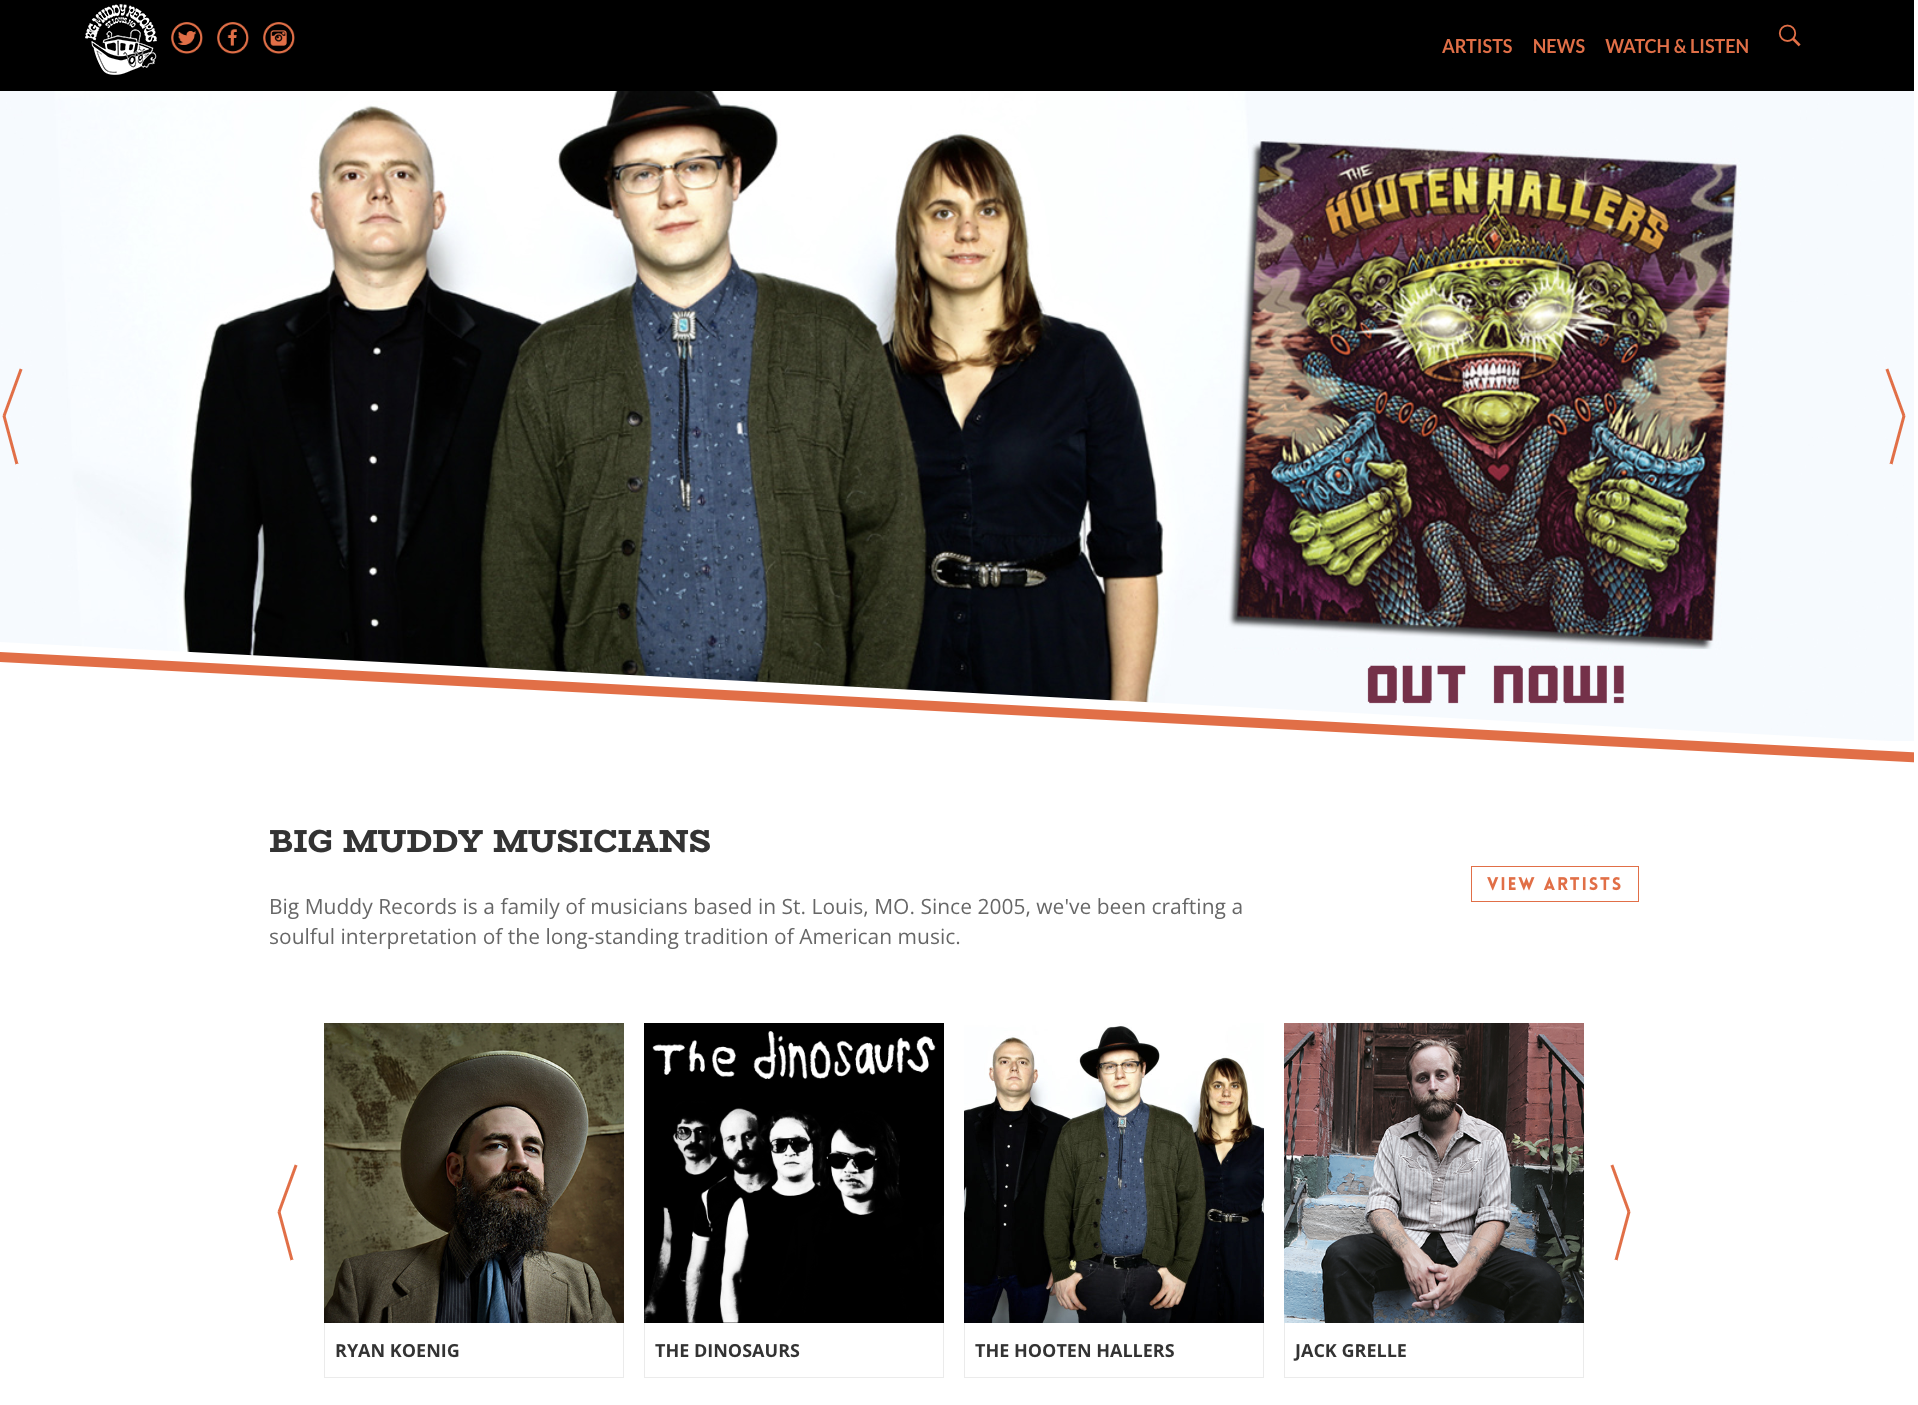 BIG MUDDY RECORDS
ST. LOUIS, MO
ARTISTS NEWS WATCH & LISTEN
THE
HOOTEN HALLERS
OUT NOW!
BIG MUDDY MUSICIANS
VIEW ARTISTS
Big Muddy Records is a family of musicians based in St. Louis, MO. Since 2005, we've been crafting a
soulful interpretation of the long-standing tradition of American music.
The dinosaurs
RYAN KOENIG
THE DINOSAURS
THE HOOTEN HALLERS
JACK GRELLE